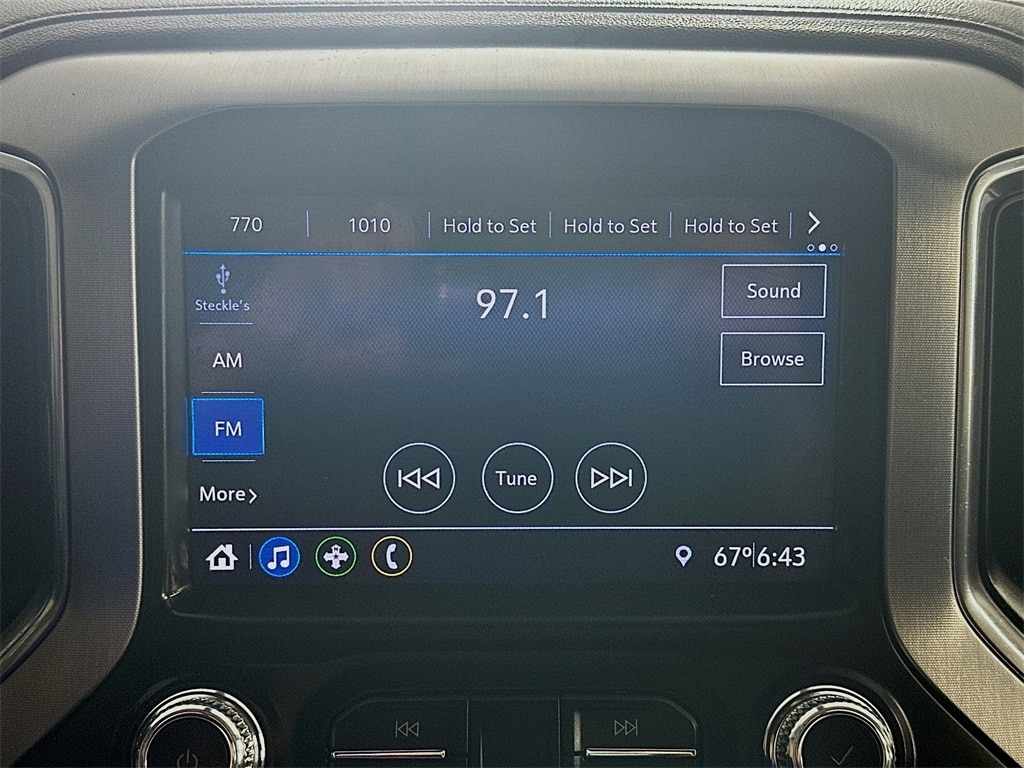 770 1010 Hold to Set Hold to Set Hold to Set
Steckle's
97.1
Sound
AM
Browse
FM
Tune
More
67º 6:43